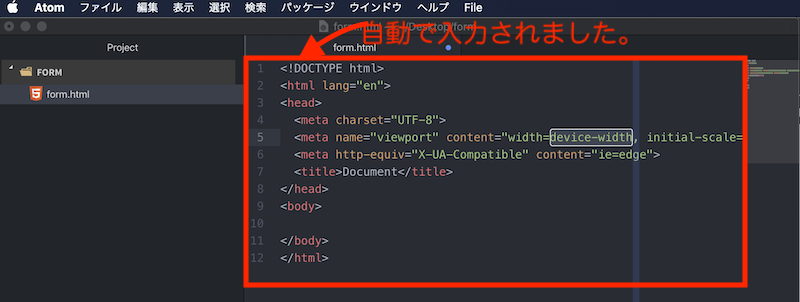 Atom ファイル 編集 表示 選択 検索 パッケージ ウインドウ ヘルプ File
form.html — ~/Desktop/form
自動で入力されました。
Project
form.html
FORM
form.html
1 <!DOCTYPE html>
2 <html lang="en">
3 <head>
4 <meta charset="UTF-8">
5 <meta name="viewport" content="width=device-width, initial-scale=
6 <meta http-equiv="X-UA-Compatible" content="ie=edge">
7 <title>Document</title>
8 </head>
9 <body>
10
11 </body>
12 </html>